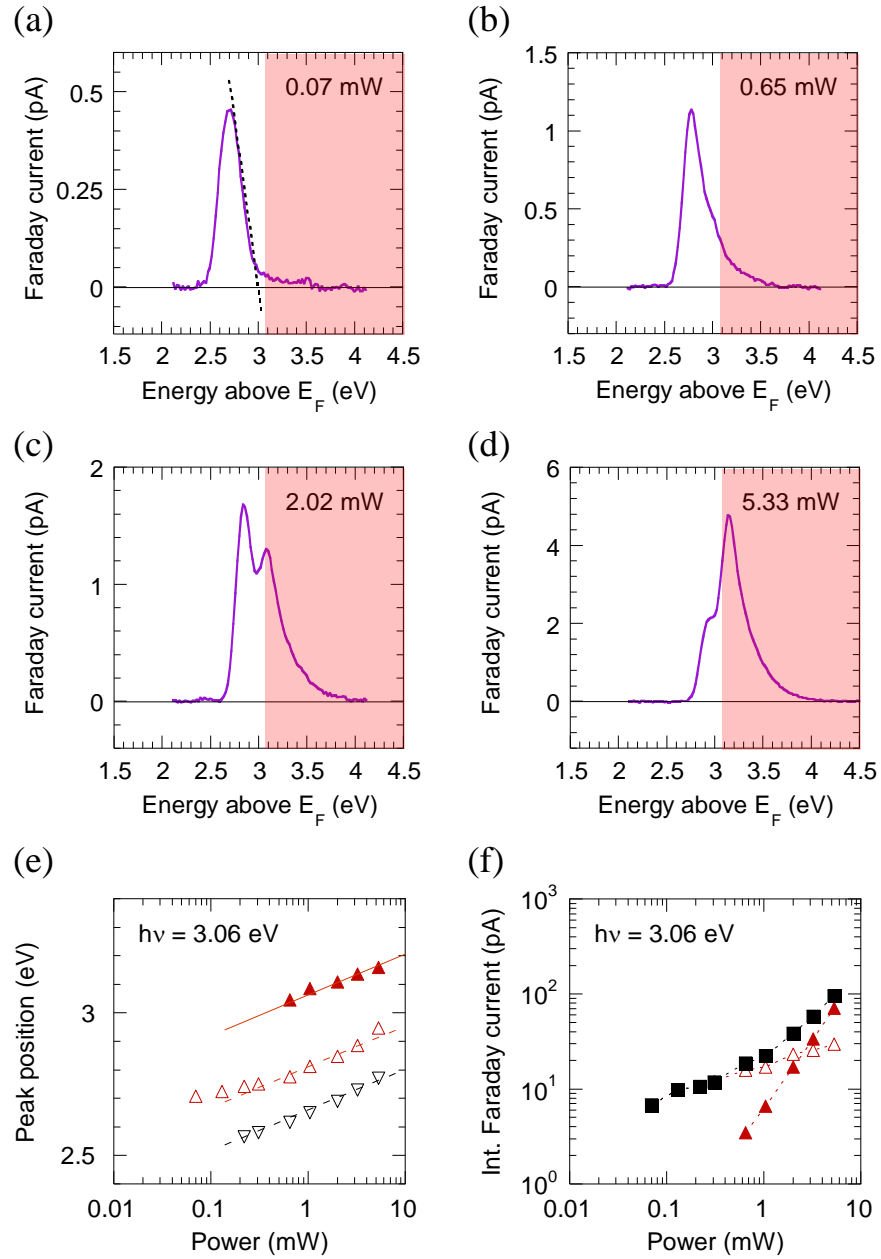 (a)
Faraday current (pA)
0.5
0.25
0
0.07 mW
1.5 2 2.5 3 3.5 4 4.5
Energy above E_F (eV)
(b)
Faraday current (pA)
1.5
1
0.5
0
0.65 mW
1.5 2 2.5 3 3.5 4 4.5
Energy above E_F (eV)
(c)
Faraday current (pA)
2
1
0
2.02 mW
1.5 2 2.5 3 3.5 4 4.5
Energy above E_F (eV)
(d)
Faraday current (pA)
6
4
2
0
5.33 mW
1.5 2 2.5 3 3.5 4 4.5
Energy above E_F (eV)
(e)
Peak position (eV)
3
2.5
hν = 3.06 eV
0.01 0.1 1 10
Power (mW)
(f)
Int. Faraday current (pA)
10^3
10^2
10^1
10^0
hν = 3.06 eV
0.01 0.1 1 10
Power (mW)